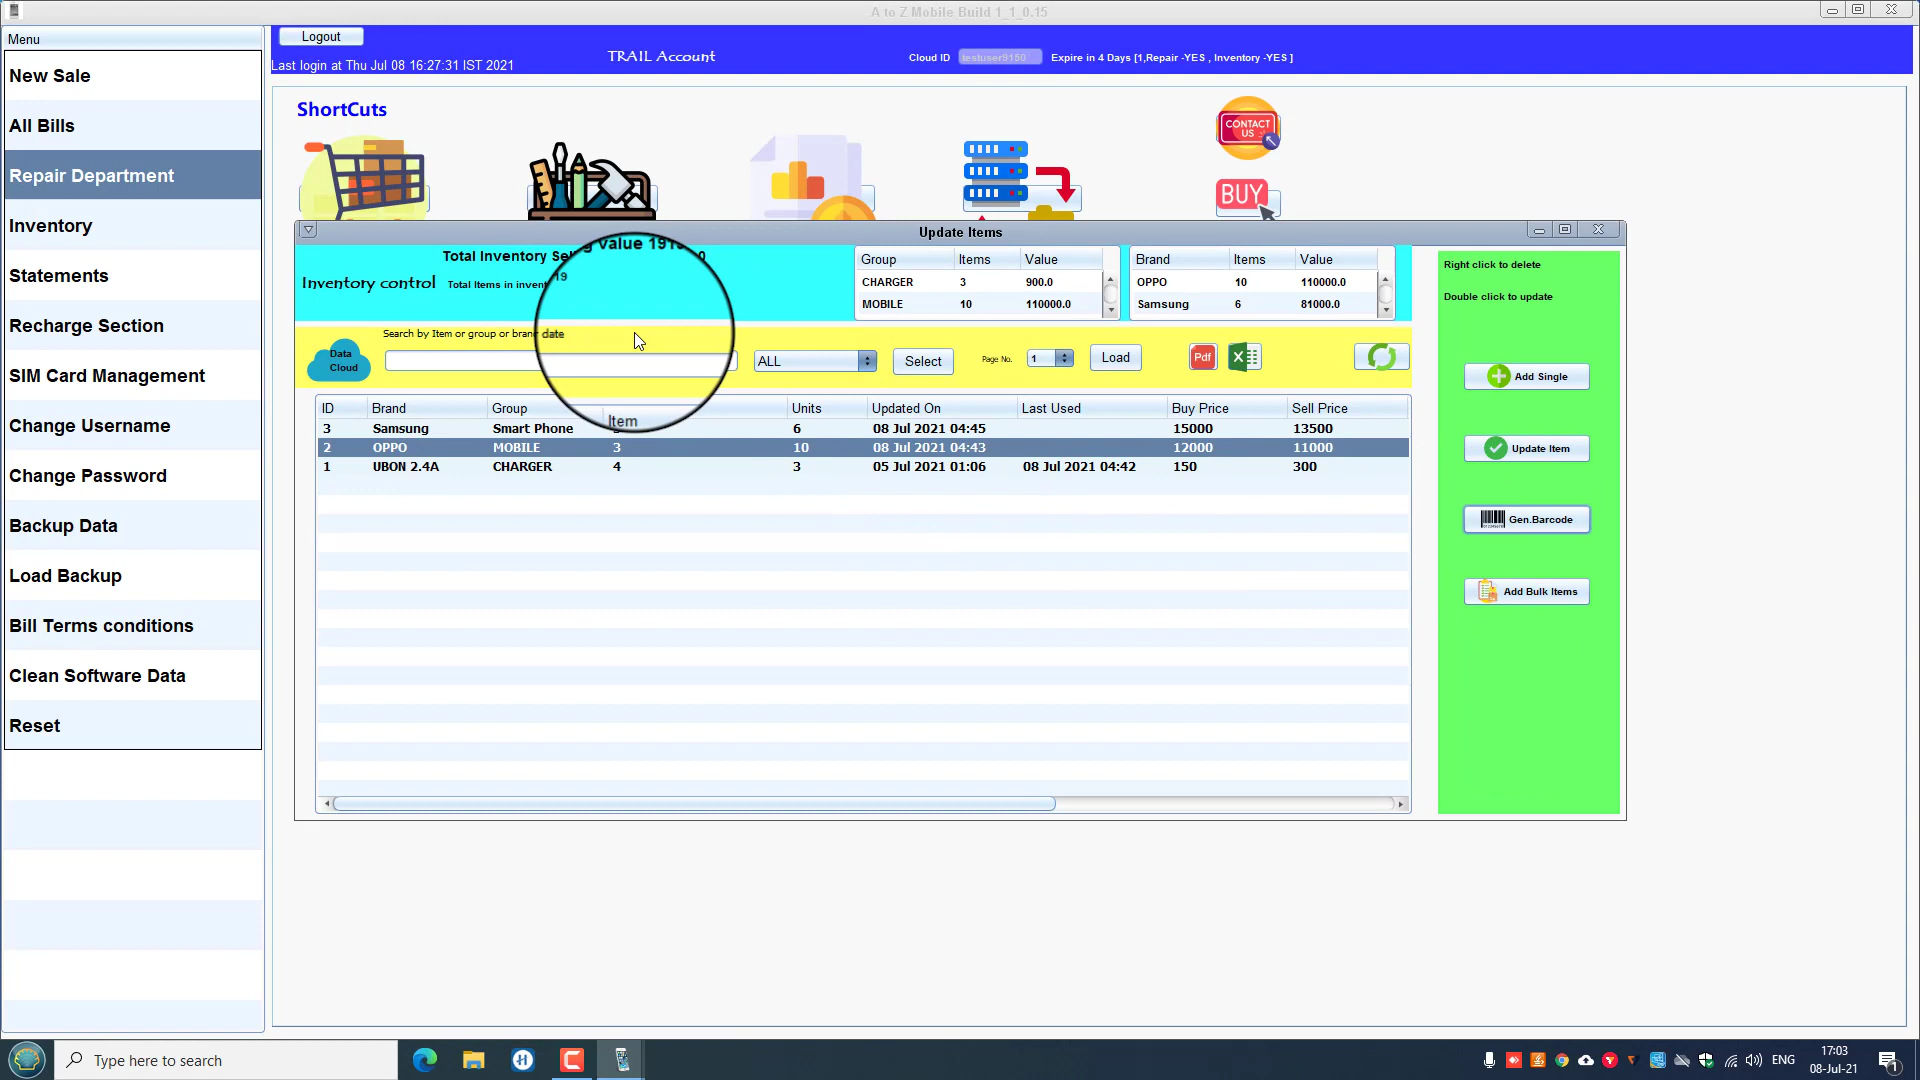 A to Z Mobile Build 1_1_0.15
Menu
New Sale
All Bills
Repair Department
Inventory
Statements
Recharge Section
SIM Card Management
Change Username
Change Password
Backup Data
Load Backup
Bill Terms conditions
Clean Software Data
Reset
Logout
Last login at Thu Jul 08 16:27:31 IST 2021
TRAIL Account
Cloud ID testuser9150 Expire in 4 Days [1,Repair -YES , Inventory -YES ]
ShortCuts
CONTACT US
BUY
Update Items
Total Inventory
Inventory control
Total Items in
19
Group Items Value
CHARGER 3 900.0
MOBILE 10 110000.0
Brand Items Value
OPPO 10 110000.0
Samsung 6 81000.0
Right click to delete
Double click to update
Search by Item or group or brand date
Data Cloud
ALL
Select
Page No. 1
Load
Pdf
Add Single
Update Item
Gen.Barcode
Add Bulk Items
ID Brand Group Item Units Updated On Last Used Buy Price Sell Price
3 Samsung Smart Phone 6 08 Jul 2021 04:45 15000 13500
2 OPPO MOBILE 3 10 08 Jul 2021 04:43 12000 11000
1 UBON 2.4A CHARGER 4 3 05 Jul 2021 01:06 08 Jul 2021 04:42 150 300
Type here to search
ENG
17:03
08-Jul-21
1